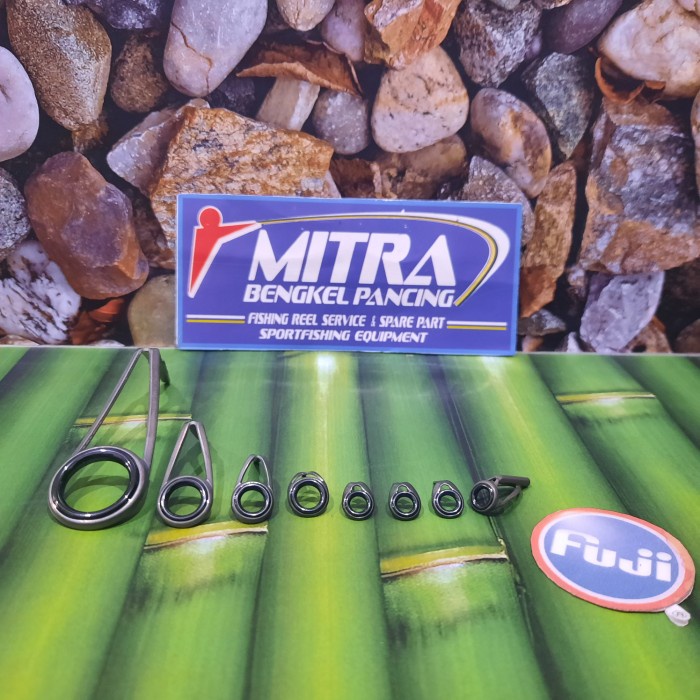 MITRA
BENGKEL PANCING
FISHING REEL SERVICE & SPARE PART
SPORTFISHING EQUIPMENT
Fuji